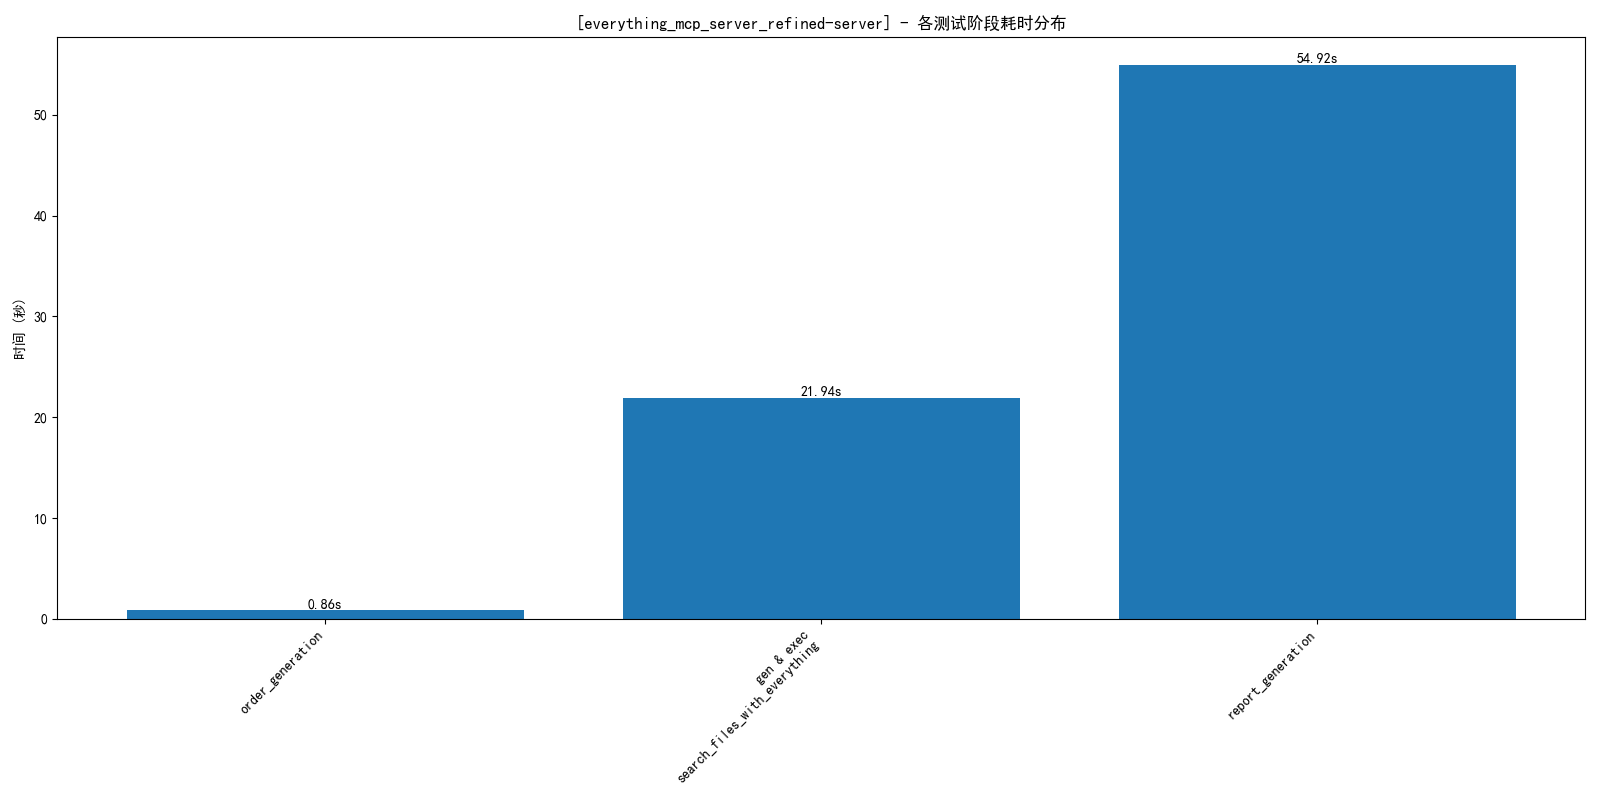 [everything_mcp_server_refined-server] - 各测试阶段耗时分布
54.92s
21.94s
0.86s
时间 (秒)
50
40
30
20
10
0
order_generation
gen & exec
search_files_with_everything
report_generation